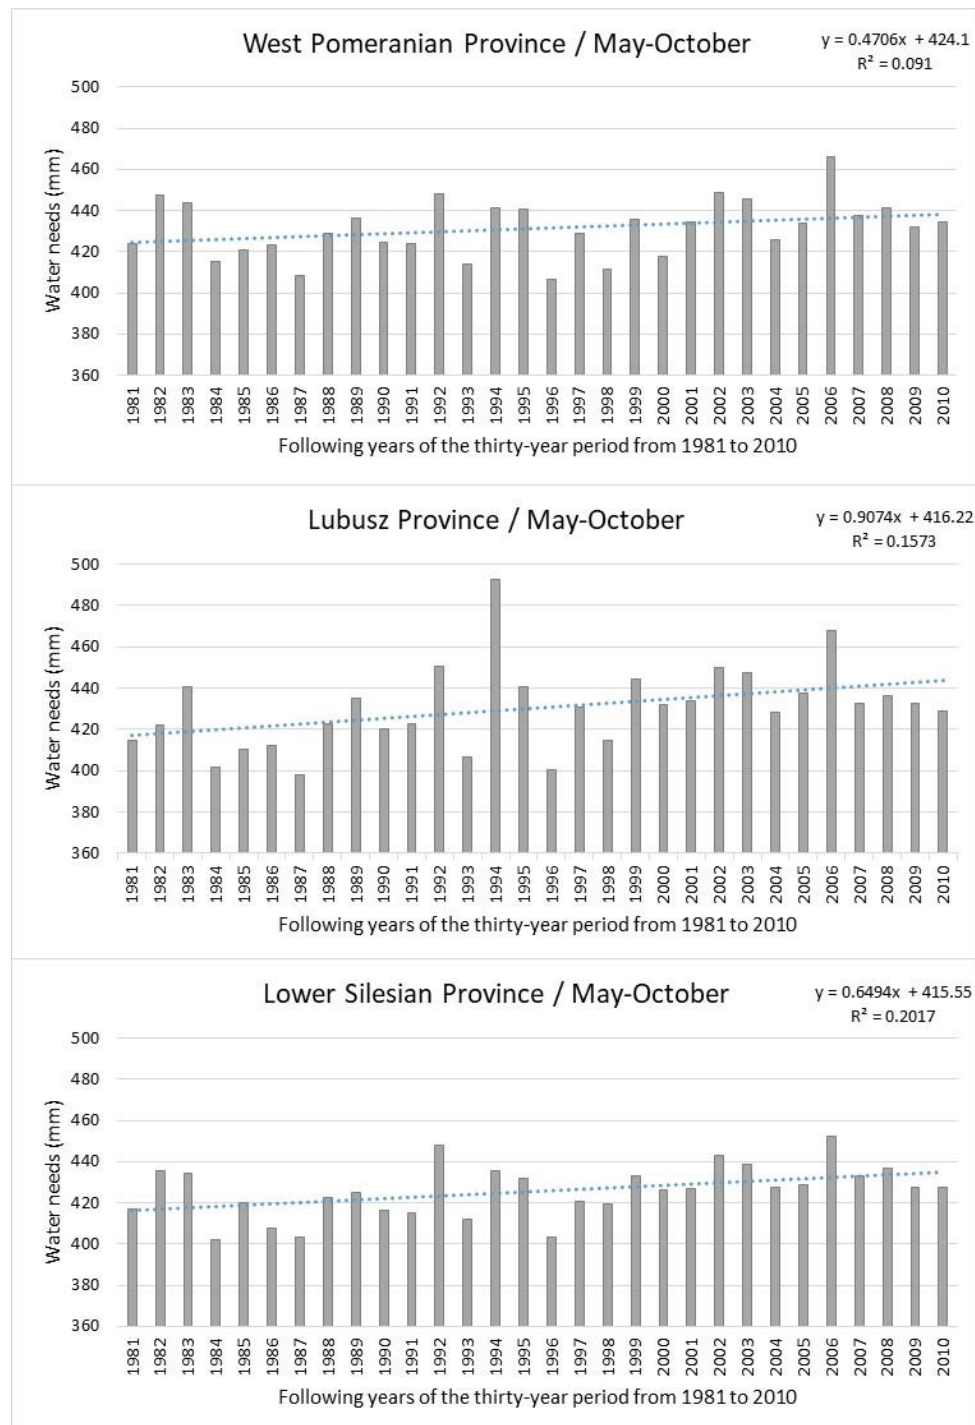 West Pomeranian Province / May-October
y = 0.4706x + 424.1
R² = 0.091
Water needs (mm)
500
480
460
440
420
400
380
360
1981 1982 1983 1984 1985 1986 1987 1988 1989 1990 1991 1992 1993 1994 1995 1996 1997 1998 1999 2000 2001 2002 2003 2004 2005 2006 2007 2008 2009 2010
Following years of the thirty-year period from 1981 to 2010
Lubusz Province / May-October
y = 0.9074x + 416.22
R² = 0.1573
Water needs (mm)
500
480
460
440
420
400
380
360
1981 1982 1983 1984 1985 1986 1987 1988 1989 1990 1991 1992 1993 1994 1995 1996 1997 1998 1999 2000 2001 2002 2003 2004 2005 2006 2007 2008 2009 2010
Following years of the thirty-year period from 1981 to 2010
Lower Silesian Province / May-October
y = 0.6494x + 415.55
R² = 0.2017
Water needs (mm)
500
480
460
440
420
400
380
360
1981 1982 1983 1984 1985 1986 1987 1988 1989 1990 1991 1992 1993 1994 1995 1996 1997 1998 1999 2000 2001 2002 2003 2004 2005 2006 2007 2008 2009 2010
Following years of the thirty-year period from 1981 to 2010